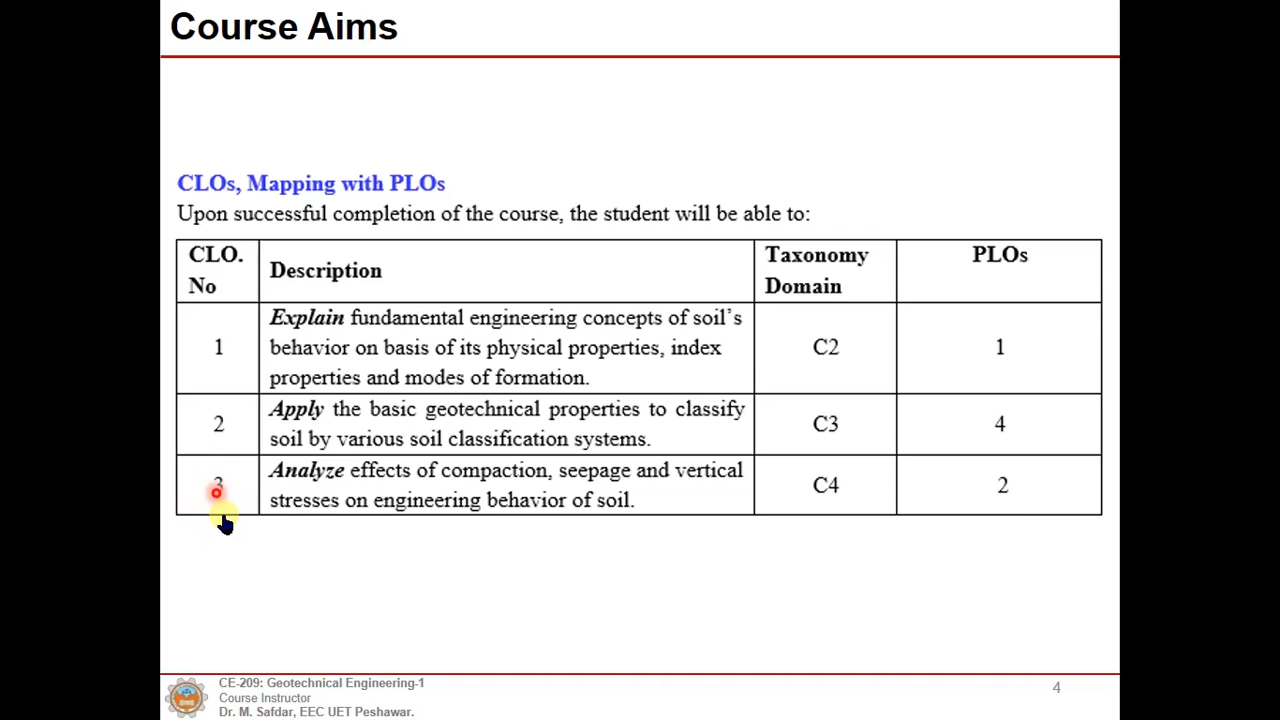 Course Aims
CLOs, Mapping with PLOs
Upon successful completion of the course, the student will be able to:
CLO. No
Description
Taxonomy Domain
PLOs
1
Explain fundamental engineering concepts of soil's
behavior on basis of its physical properties, index
properties and modes of formation.
C2
1
2
Apply the basic geotechnical properties to classify
soil by various soil classification systems.
C3
4
3
Analyze effects of compaction, seepage and vertical
stresses on engineering behavior of soil.
C4
2
CE-209: Geotechnical Engineering-1
Course Instructor
Dr. M. Safdar, EEC UET Peshawar.
4